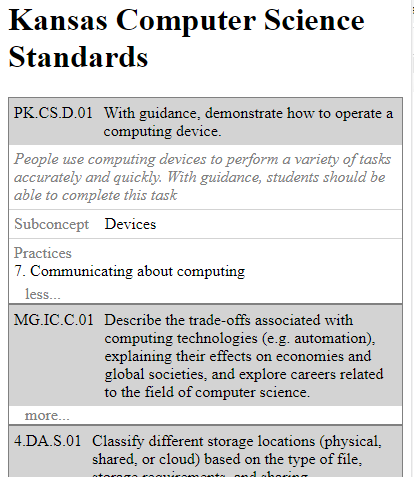 Kansas Computer Science
Standards
PK.CS.D.01 With guidance, demonstrate how to operate a
computing device.
People use computing devices to perform a variety of tasks
accurately and quickly. With guidance, students should be
able to complete this task
Subconcept Devices
Practices
7. Communicating about computing
less...
MG.IC.C.01 Describe the trade-offs associated with
computing technologies (e.g. automation),
explaining their effects on economies and
global societies, and explore careers related
to the field of computer science.
more...
4.DA.S.01 Classify different storage locations (physical,
shared, or cloud) based on the type of file,
storage requirements, and sharing